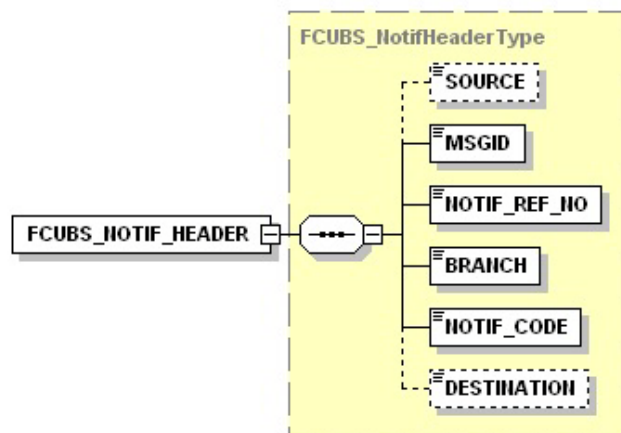 FCUBS_NotifHeaderType
SOURCE
MSGID
NOTIF_REF_NO
FCUBS_NOTIF_HEADER
BRANCH
NOTIF_CODE
DESTINATION